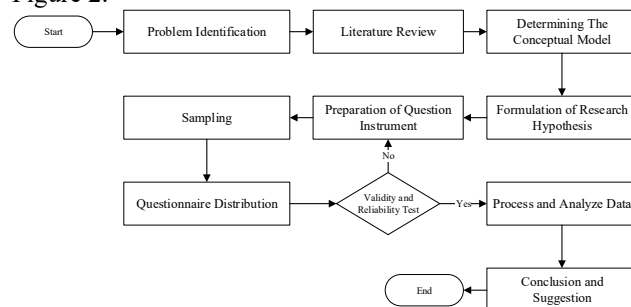 Figure 2.
Start
Problem Identification
Literature Review
Determining The
Conceptual Model
Sampling
Preparation of Question
Instrument
Formulation of Research
Hypothesis
No
Questionnaire Distribution
Validity and
Reliability Test
Yes
Process and Analyze Data
End
Conclusion and
Suggestion